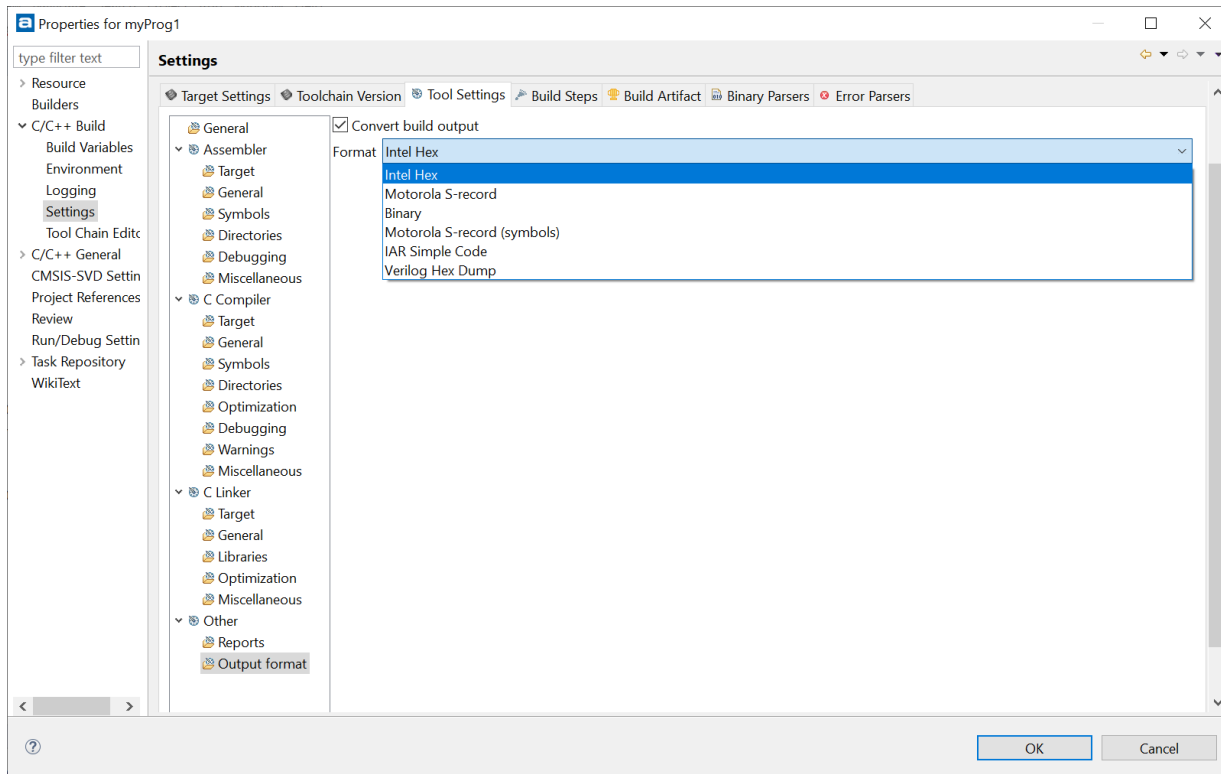 Properties for myProg1
type filter text
Resource
Builders
C/C++ Build
Build Variables
Environment
Logging
Settings
Tool Chain Edito
C/C++ General
CMSIS-SVD Settin
Project References
Review
Run/Debug Settin
Task Repository
WikiText
Settings
Target Settings
Toolchain Version
Tool Settings
Build Steps
Build Artifact
Binary Parsers
Error Parsers
General
Assembler
Target
General
Symbols
Directories
Debugging
Miscellaneous
C Compiler
Target
General
Symbols
Directories
Optimization
Debugging
Warnings
Miscellaneous
C Linker
Target
General
Libraries
Optimization
Miscellaneous
Other
Reports
Output format
Convert build output
Format Intel Hex
Intel Hex
Motorola S-record
Binary
Motorola S-record (symbols)
IAR Simple Code
Verilog Hex Dump
OK
Cancel